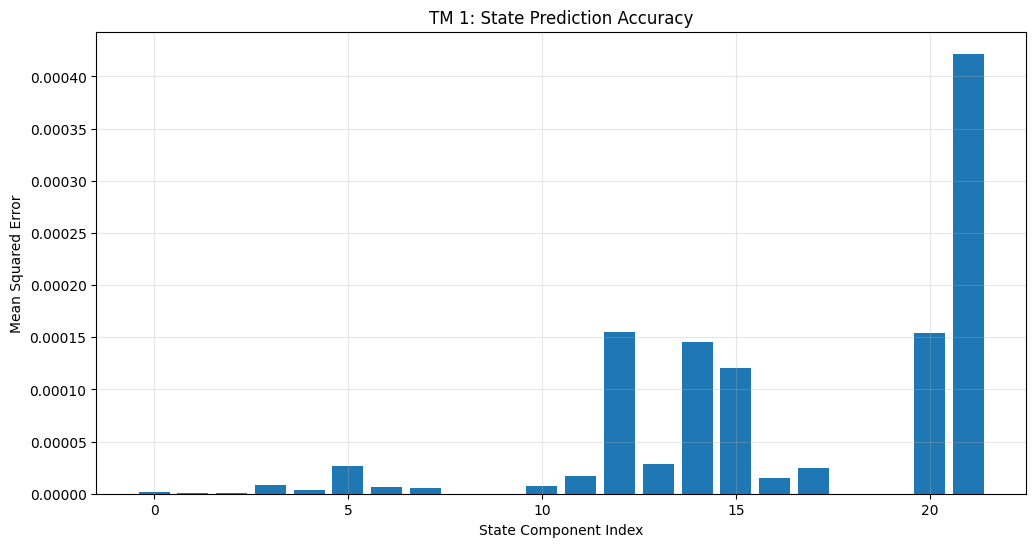 TM 1: State Prediction Accuracy
Mean Squared Error
0.00040
0.00035
0.00030
0.00025
0.00020
0.00015
0.00010
0.00005
0.00000
0 5 10 15 20
State Component Index